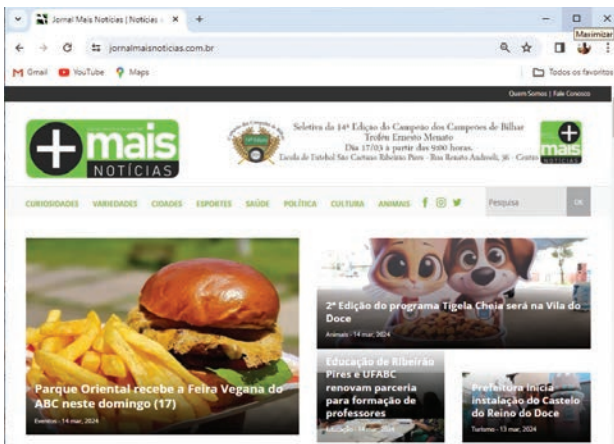 Jornal Mais Notícias | Notícias
jornalmaisnoticias.com.br
Maximizar
Gmail YouTube Maps
Todos os favoritos
Quem Somos | Fale Conosco
+ mais
NOTÍCIAS
Seletiva da 14ª Edição do Campeão dos Campeões de Bilhar
Troféu Ernesto Menato
Dia 17/03 à partir das 9:00 horas.
Escola de Futebol São Caetano Ribeirão Pires - Rua Renato Andreoli, 36 - Centro
mais
CURIOSIDADES VARIEDADES CIDADES ESPORTES SAÚDE POLÍTICA CULTURA ANIMAIS
Pesquisa OK
2ª Edição do programa Tigela Cheia será na Vila do
Doce
Animais - 14 mar, 2024
Parque Oriental recebe a Feira Vegana do
ABC neste domingo (17)
Eventos - 14 mar, 2024
Educação de Ribeirão
Pires e UFABC
renovam parceria
para formação de
professores
Educação - 14 mar, 2024
Prefeitura inicia
instalação do Castelo
do Reino do Doce
Turismo - 13 mar, 2024